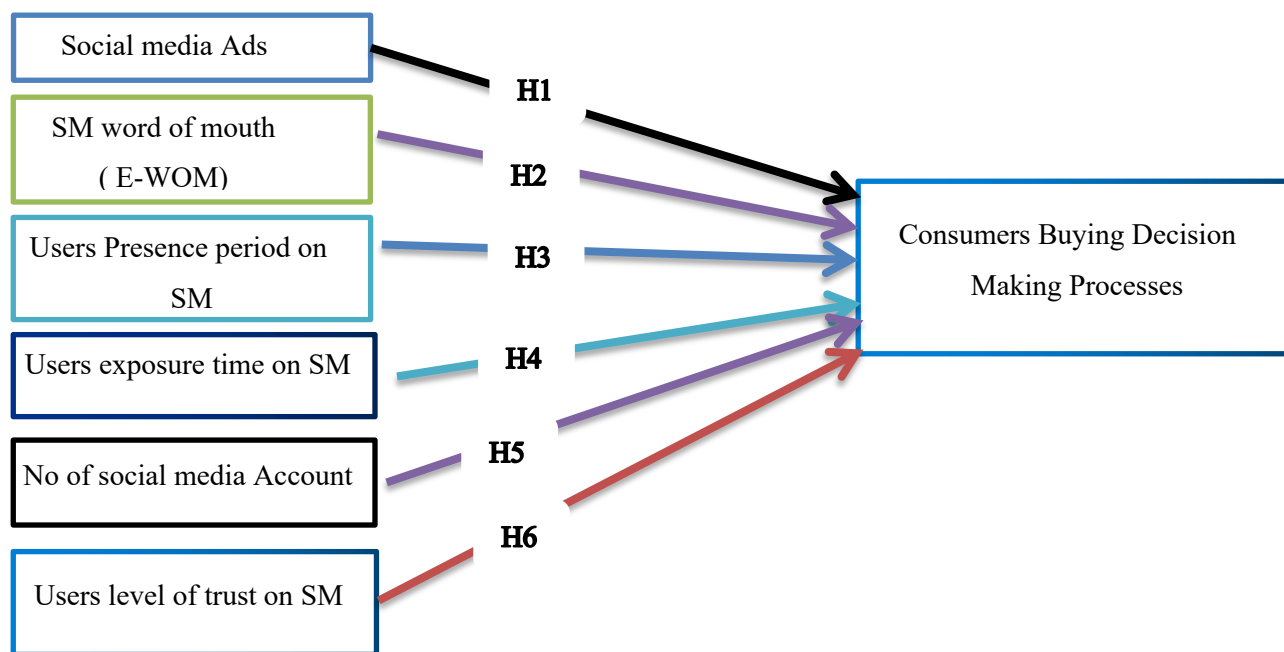 Social media Ads
H1
SM word of mouth
( E-WOM)
H2
Users Presence period on
SM
H3
Users exposure time on SM
H4
No of social media Account
H5
Users level of trust on SM
H6
Consumers Buying Decision
Making Processes